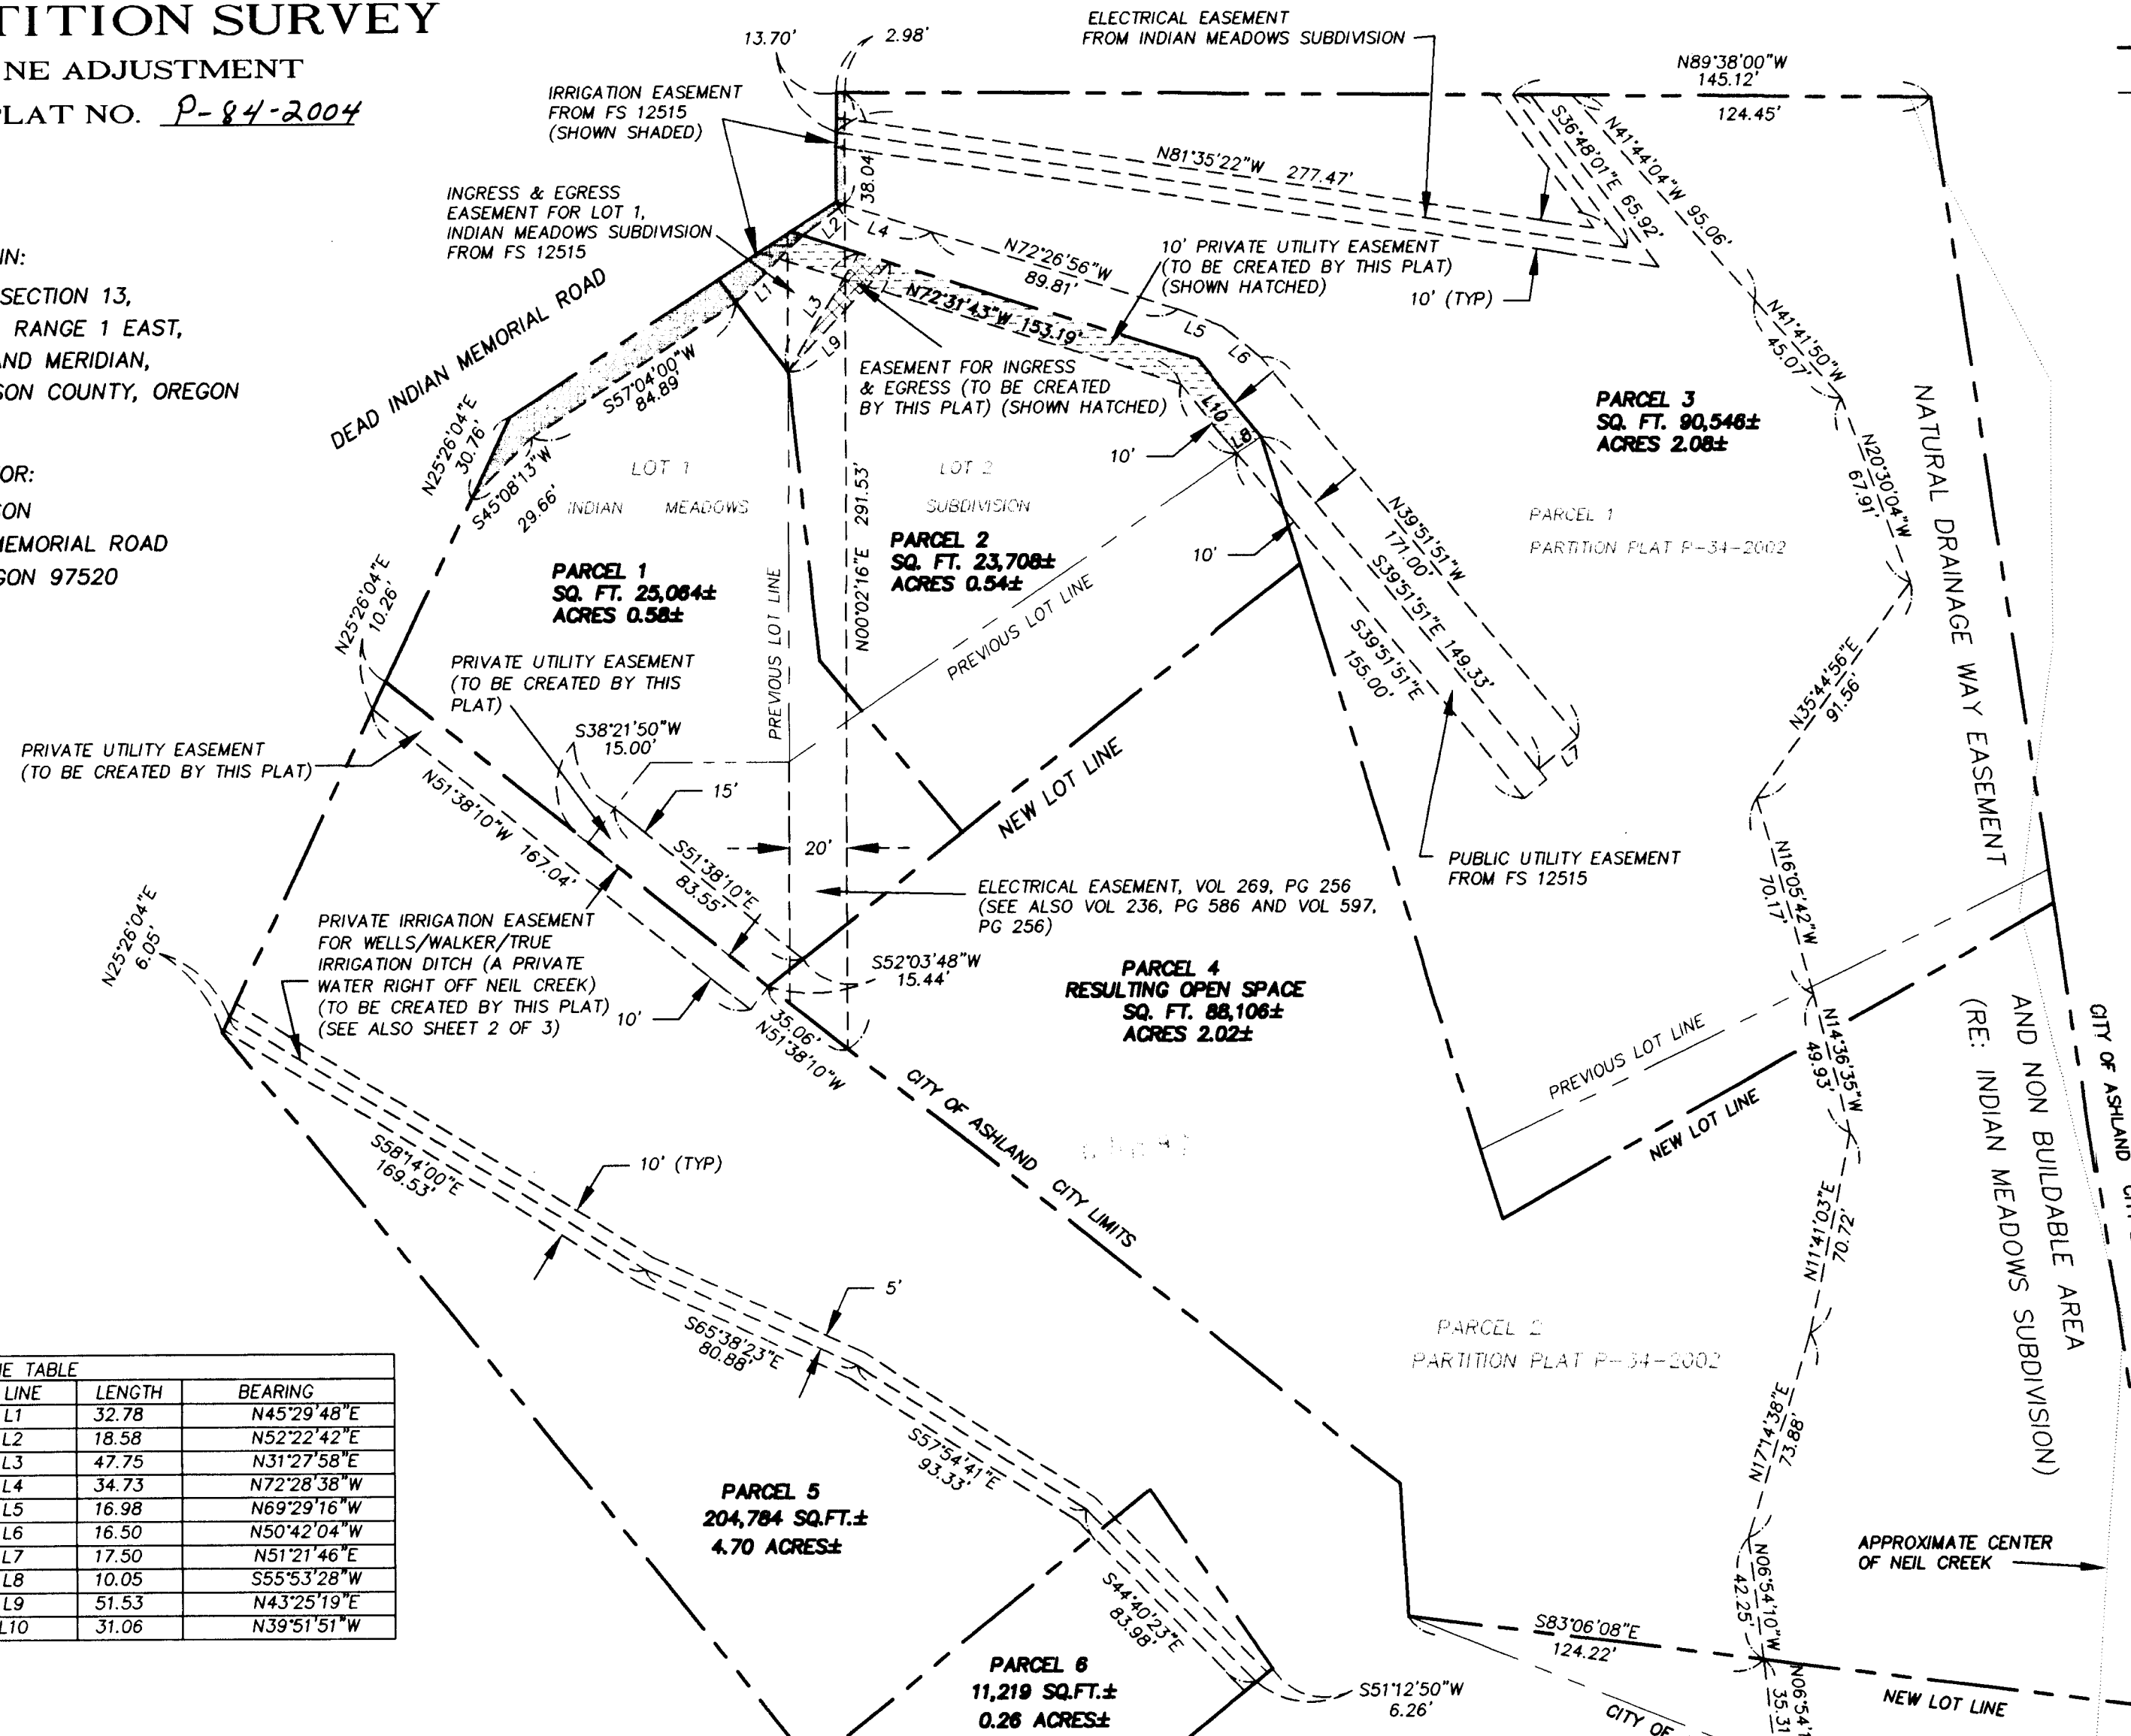 TITION SURVEY
NE ADJUSTMENT
PLAT NO. P-84-2004
IN:
SECTION 13,
RANGE 1 EAST,
AND MERIDIAN,
SON COUNTY, OREGON
OR:
SON
MEMORIAL ROAD
GON 97520
13.70'
2.98'
ELECTRICAL EASEMENT
FROM INDIAN MEADOWS SUBDIVISION
N89°38'00"W
145.12'
124.45'
IRRIGATION EASEMENT
FROM FS 12515
(SHOWN SHADED)
INGRESS & EGRESS
EASEMENT FOR LOT 1,
INDIAN MEADOWS SUBDIVISION
FROM FS 12515
38.04
N81°35'22"W 277.47'
S36°48'01"E 65.92'
N41°44'04"W 95.06'
L2
L4
N72°26'56"W
89.81'
10' PRIVATE UTILITY EASEMENT
(TO BE CREATED BY THIS PLAT)
(SHOWN HATCHED)
10' (TYP)
L1
L3
L9
N72°31'43"W 153.19'
L5
L6
DEAD INDIAN MEMORIAL ROAD
S57°04'00"W
84.89'
EASEMENT FOR INGRESS
& EGRESS (TO BE CREATED
BY THIS PLAT) (SHOWN HATCHED)
L10
L8
10'
N41°41'50"W
45.07'
PARCEL 3
SQ. FT. 90,546±
ACRES 2.08±
N25°26'04"E
30.76'
S45°08'13"W
29.66'
LOT 1
INDIAN MEADOWS
LOT 2
SUBDIVISION
N00°02'16"E 291.53'
N20°30'04"W
67.91'
NATURAL DRAINAGE WAY EASEMENT
AND NON BUILDABLE AREA
(RE: INDIAN MEADOWS SUBDIVISION)
PARCEL 1
PARTITION PLAT P-34-2002
N39°51'51"W
171.00'
S39°51'51"E 149.33'
S39°51'51"E
155.00'
10'
PARCEL 2
SQ. FT. 23,708±
ACRES 0.54±
PARCEL 1
SQ. FT. 25,064±
ACRES 0.58±
PREVIOUS LOT LINE
PREVIOUS LOT LINE
N25°26'04"E
10.26'
PRIVATE UTILITY EASEMENT
(TO BE CREATED BY THIS
PLAT)
N35°44'56"E
91.56'
S38°21'50"W
15.00'
PRIVATE UTILITY EASEMENT
(TO BE CREATED BY THIS PLAT)
L7
15'
NEW LOT LINE
N51°38'10"W 167.04'
S51°38'10"E
83.55'
20'
PUBLIC UTILITY EASEMENT
FROM FS 12515
N16°05'42"W
70.17'
ELECTRICAL EASEMENT, VOL 269, PG 256
(SEE ALSO VOL 236, PG 586 AND VOL 597,
PG 256)
N25°26'04"E
6.05'
PRIVATE IRRIGATION EASEMENT
FOR WELLS/WALKER/TRUE
IRRIGATION DITCH (A PRIVATE
WATER RIGHT OFF NEIL CREEK)
(TO BE CREATED BY THIS PLAT)
(SEE ALSO SHEET 2 OF 3)
10'
S52°03'48"W
15.44'
35.06'
N51°38'10"W
PARCEL 4
RESULTING OPEN SPACE
SQ. FT. 88,106±
ACRES 2.02±
PREVIOUS LOT LINE
NEW LOT LINE
N14°36'35"W
49.93'
CITY OF ASHLAND
CITY OF ASHLAND CITY LIMITS
S58°14'00"E
169.53'
10' (TYP)
N11°41'03"E
70.72'
5'
S65°38'23"E
80.88'
PARCEL 2
PARTITION PLAT P-34-2002
N17°14'38"E
73.88'
S57°54'41"E
93.33'
NE TABLE
LINE LENGTH BEARING
L1 32.78 N45°29'48"E
L2 18.58 N52°22'42"E
L3 47.75 N31°27'58"E
L4 34.73 N72°28'38"W
L5 16.98 N69°29'16"W
L6 16.50 N50°42'04"W
L7 17.50 N51°21'46"E
L8 10.05 S55°53'28"W
L9 51.53 N43°25'19"E
L10 31.06 N39°51'51"W
PARCEL 5
204,784 SQ.FT.±
4.70 ACRES±
APPROXIMATE CENTER
OF NEIL CREEK
S44°40'23"E
83.98'
N06°54'10"W
42.25'
S83°06'08"E
124.22'
PARCEL 6
11,219 SQ.FT.±
0.26 ACRES±
S51°12'50"W
6.26'
N06°54'1
35.31
NEW LOT LINE
CITY OF